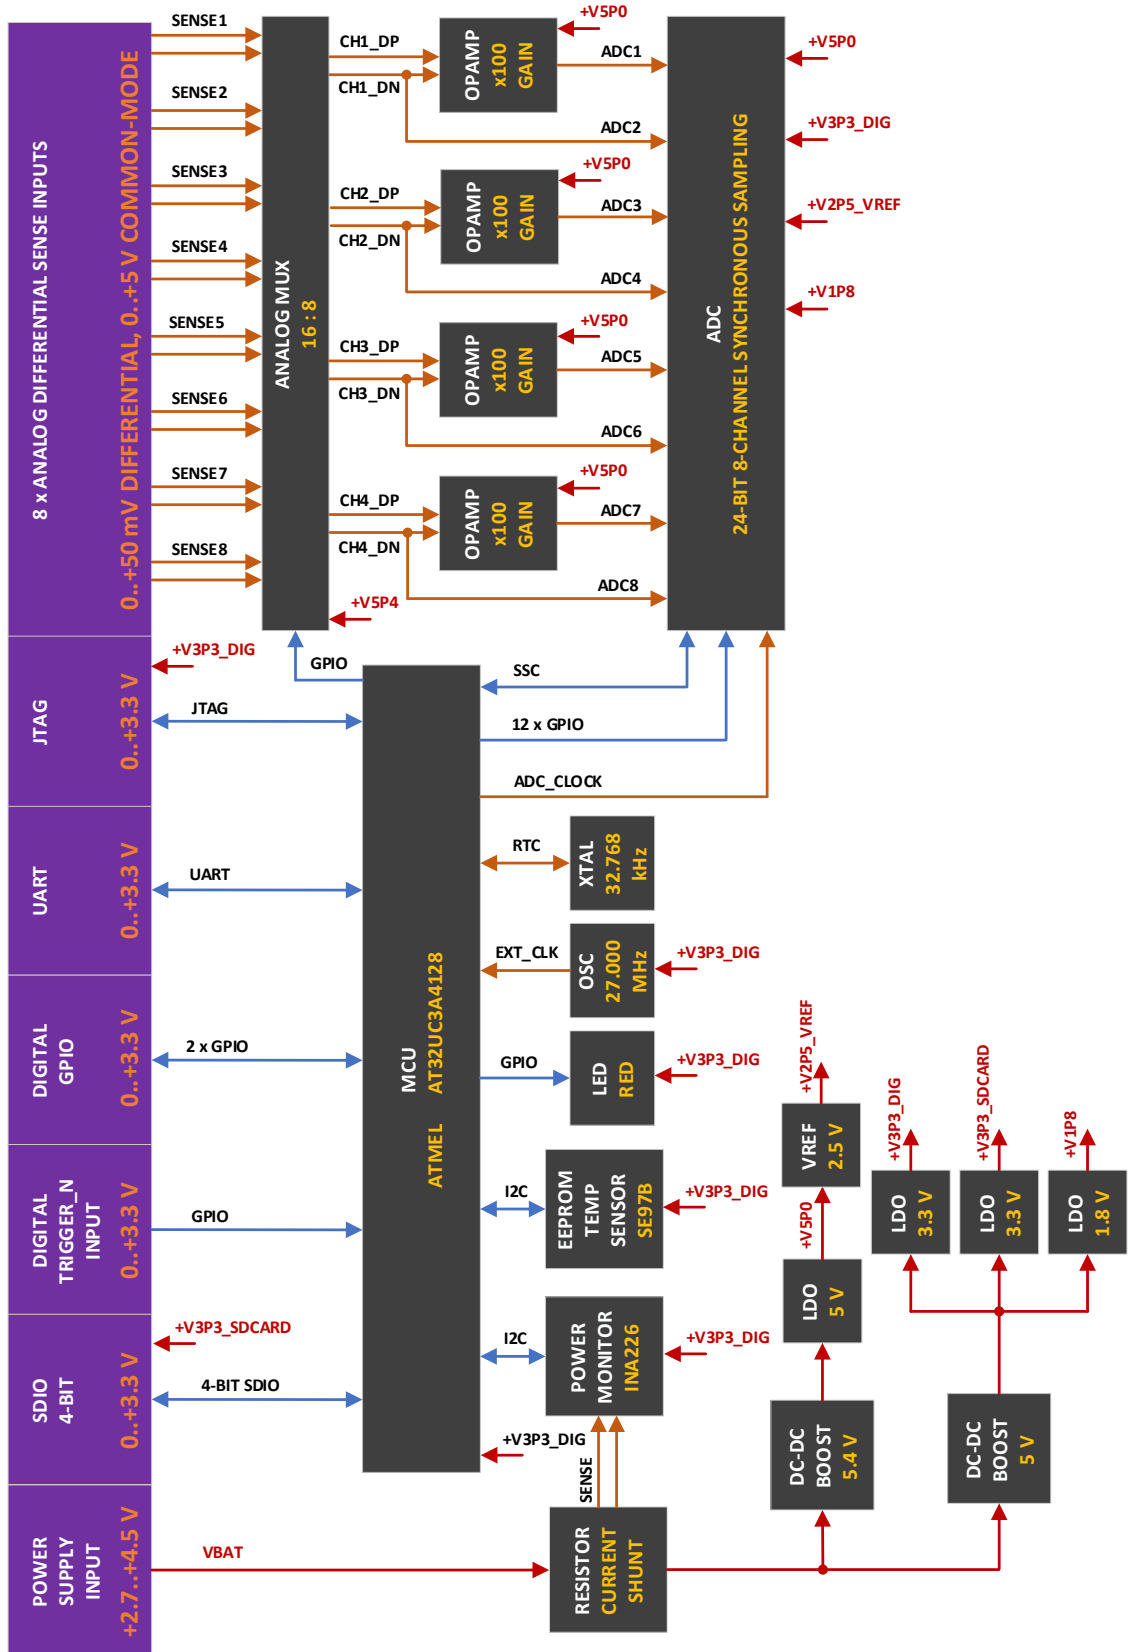 8 x ANALOG DIFFERENTIAL SENSE INPUTS
0..+50 mV DIFFERENTIAL, 0..+5 V COMMON-MODE
SENSE1
SENSE2
SENSE3
SENSE4
SENSE5
SENSE6
SENSE7
SENSE8
ANALOG MUX
16 : 8
+V5P4
CH1_DP
CH1_DN
CH2_DP
CH2_DN
CH3_DP
CH3_DN
CH4_DP
CH4_DN
OPAMP
x100
GAIN
+V5P0
OPAMP
x100
GAIN
+V5P0
OPAMP
x100
GAIN
+V5P0
OPAMP
x100
GAIN
+V5P0
ADC1
ADC2
ADC3
ADC4
ADC5
ADC6
ADC7
ADC8
ADC
24-BIT 8-CHANNEL SYNCHRONOUS SAMPLING
+V5P0
+V3P3_DIG
+V2P5_VREF
+V1P8
JTAG
0..+3.3 V
+V3P3_DIG
JTAG
GPIO
SSC
12 x GPIO
ADC_CLOCK
UART
0..+3.3 V
UART
RTC
XTAL
32.768
kHz
DIGITAL
GPIO
0..+3.3 V
2 x GPIO
MCU
ATMEL AT32UC3A4128
EXT_CLK
OSC
27.000
MHz
+V3P3_DIG
GPIO
LED
RED
+V3P3_DIG
DIGITAL
TRIGGER_N
INPUT
0..+3.3 V
GPIO
I2C
EEPROM
TEMP
SENSOR
SE97B
+V3P3_DIG
SDIO
4-BIT
0..+3.3 V
+V3P3_SDCARD
4-BIT SDIO
I2C
POWER
MONITOR
INA226
+V3P3_DIG
+V3P3_DIG
SENSE
POWER
SUPPLY
INPUT
+2.7..+4.5 V
VBAT
RESISTOR
CURRENT
SHUNT
DC-DC
BOOST
5.4 V
DC-DC
BOOST
5 V
LDO
5 V
+V5P0
VREF
2.5 V
+V2P5_VREF
LDO
3.3 V
+V3P3_DIG
LDO
3.3 V
+V3P3_SDCARD
LDO
1.8 V
+V1P8